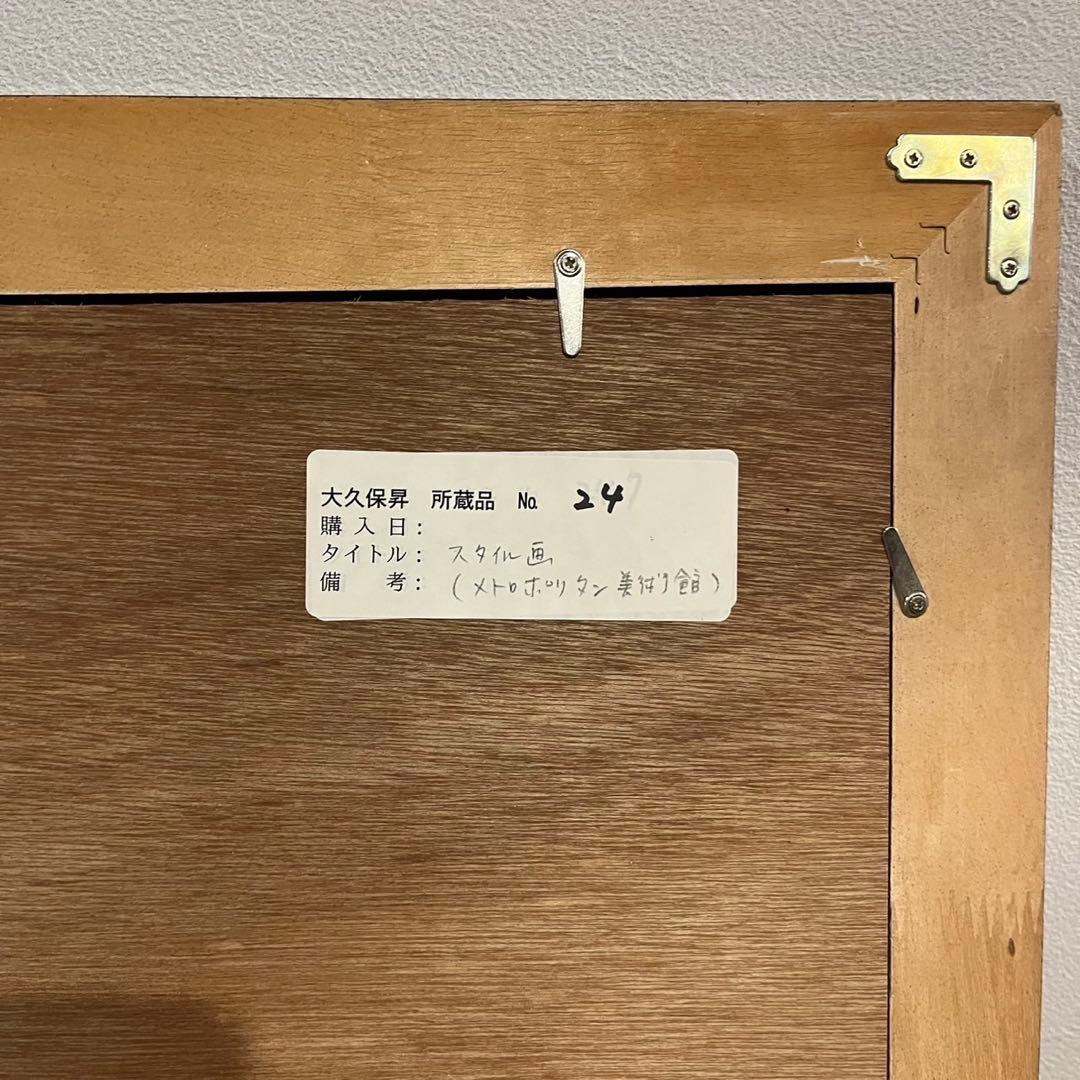 大久保昇 所蔵品 № 24
購入日：
タイトル： スタイル画
備 考： （メトロポリタン美術館）